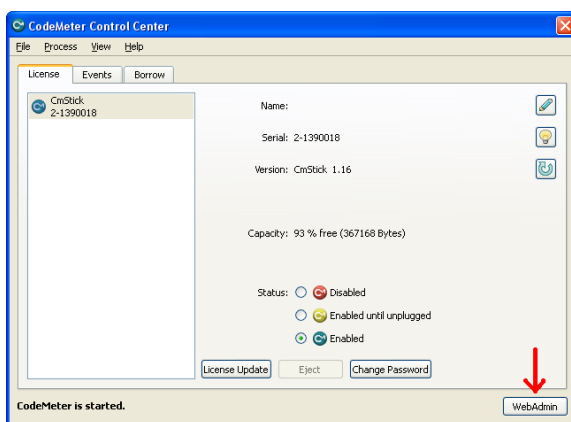 CodeMeter Control Center
File Process View Help
License Events Borrow
CmStick
2-1390018
Name:
Serial: 2-1390018
Version: CmStick 1.16
Capacity: 93 % free (367168 Bytes)
Status: Disabled
Enabled until unplugged
Enabled
License Update Eject Change Password
CodeMeter is started.
WebAdmin